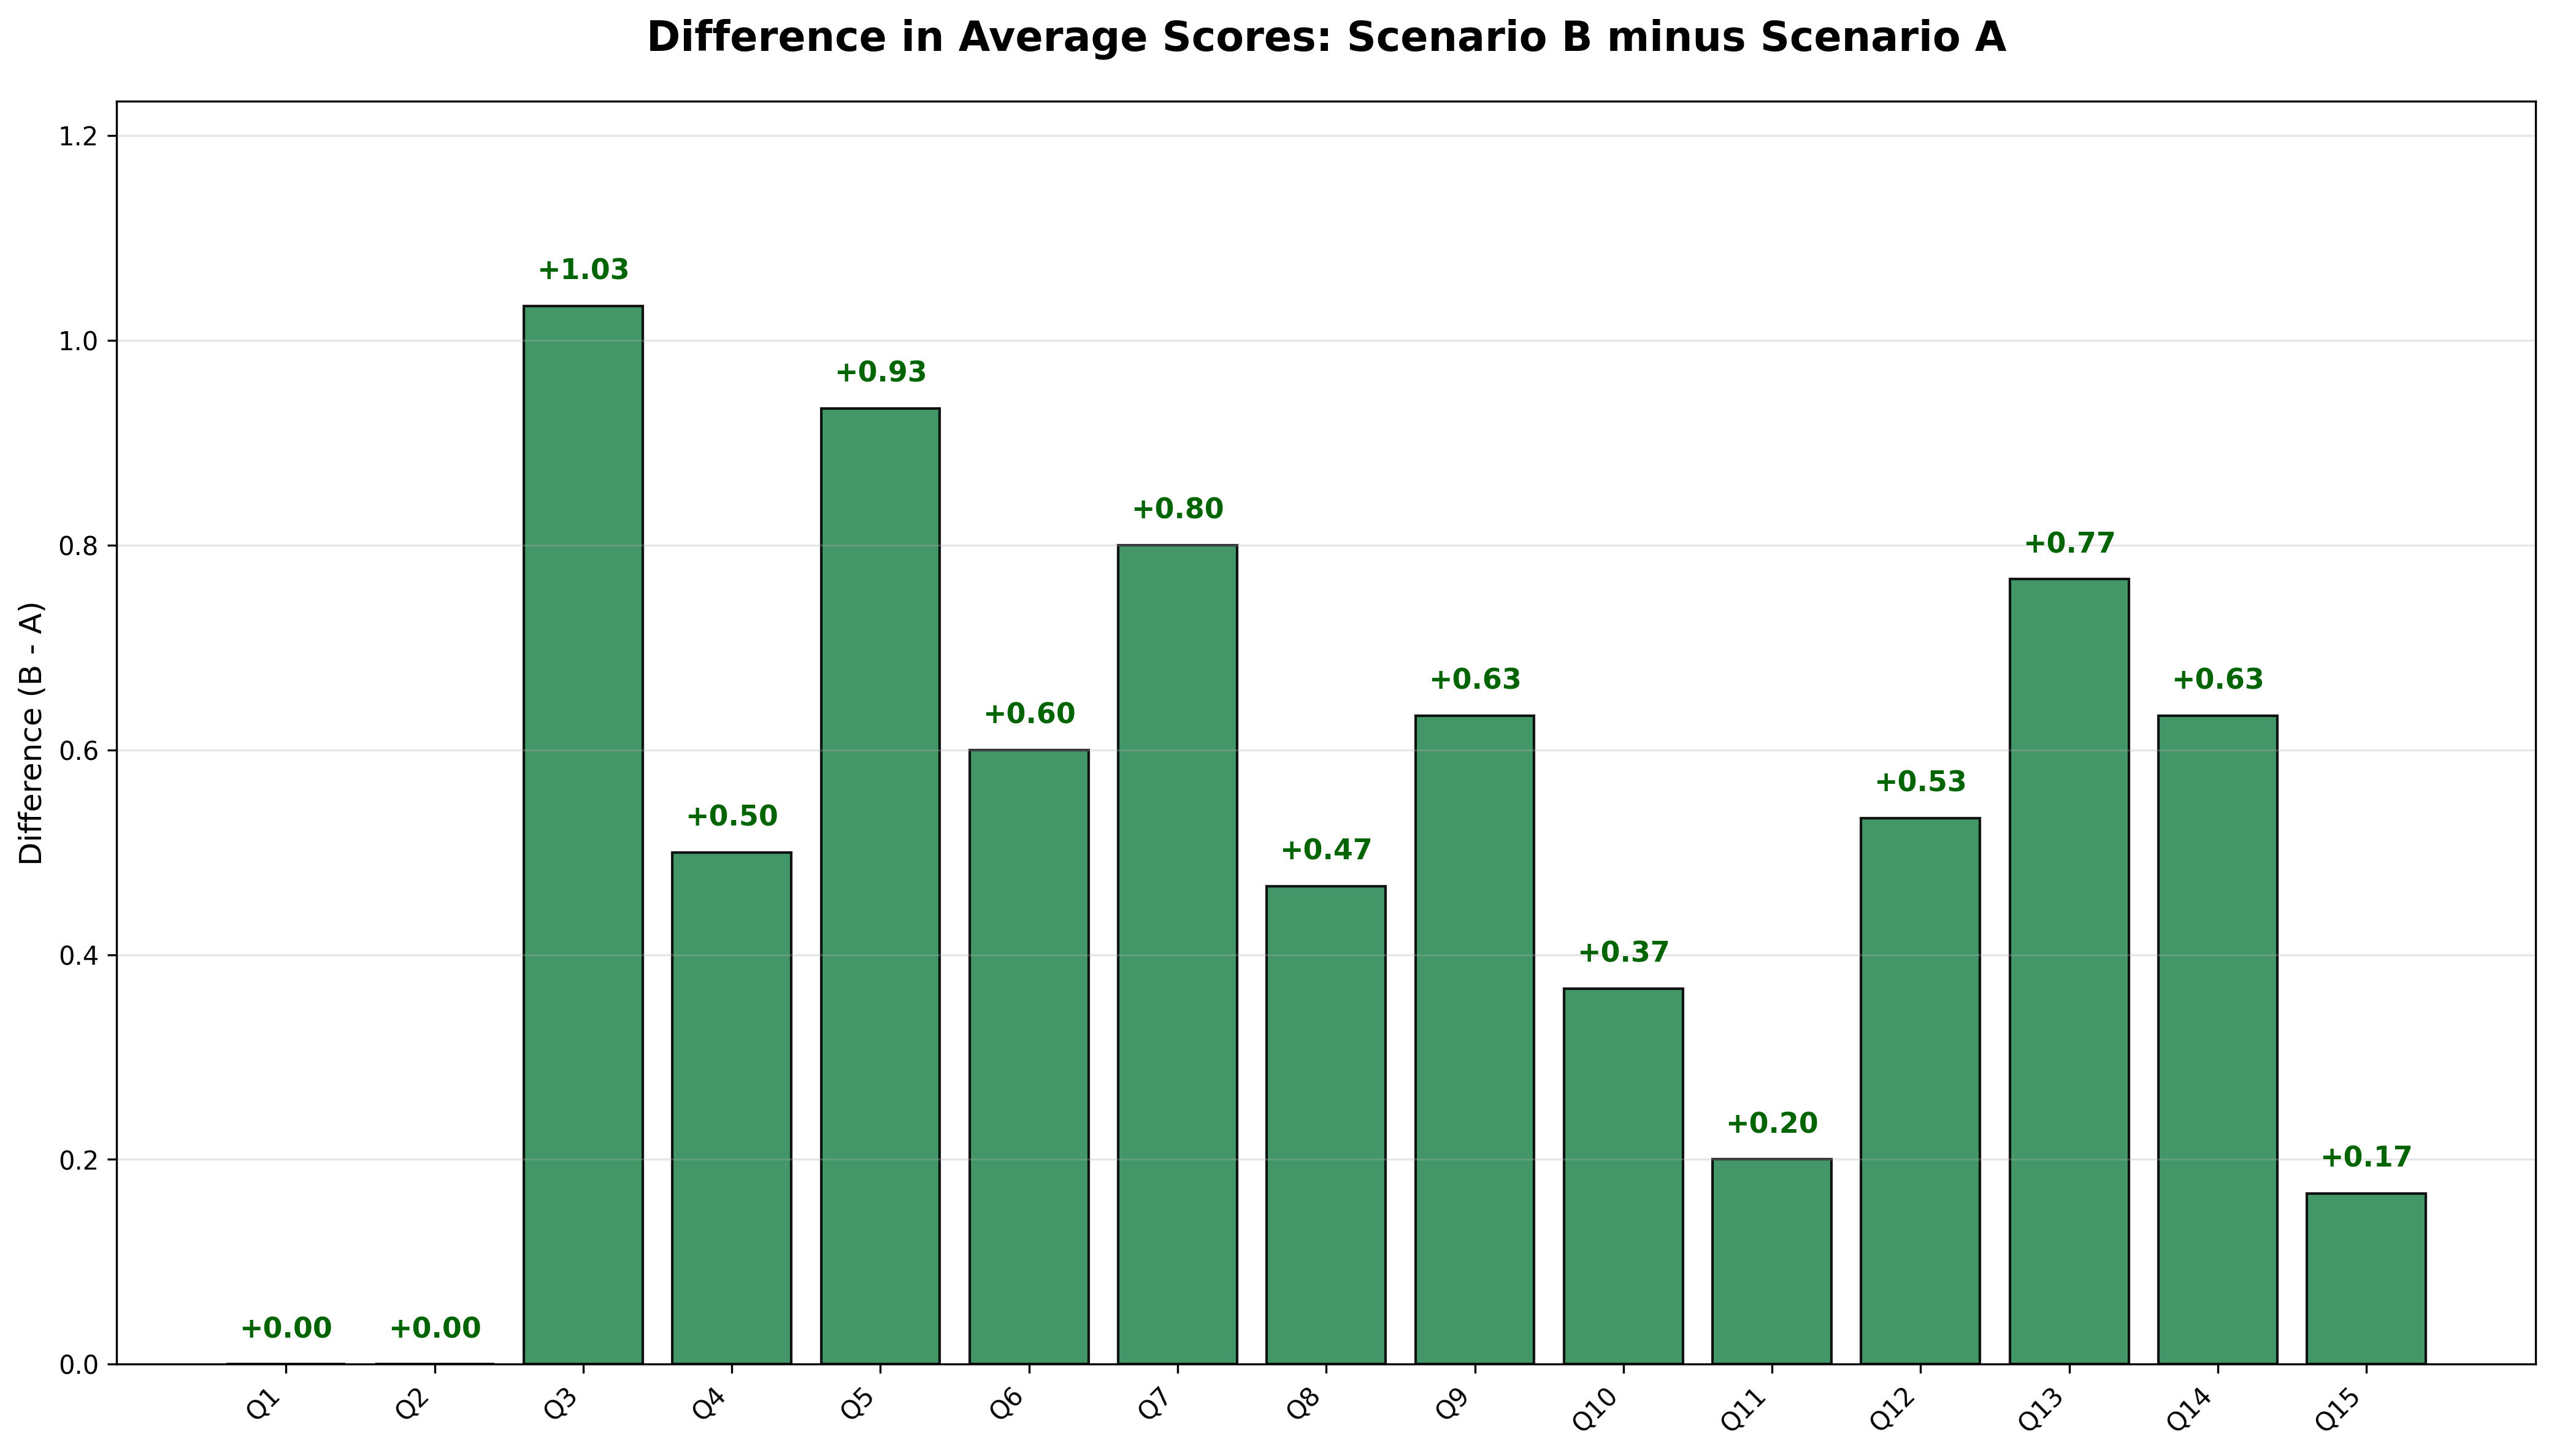 Difference in Average Scores: Scenario B minus Scenario A
Difference (B - A)
1.2
1.0
0.8
0.6
0.4
0.2
0.0
+0.00
+0.00
+1.03
+0.50
+0.93
+0.60
+0.80
+0.47
+0.63
+0.37
+0.20
+0.53
+0.77
+0.63
+0.17
Q1
Q2
Q3
Q4
Q5
Q6
Q7
Q8
Q9
Q10
Q11
Q12
Q13
Q14
Q15